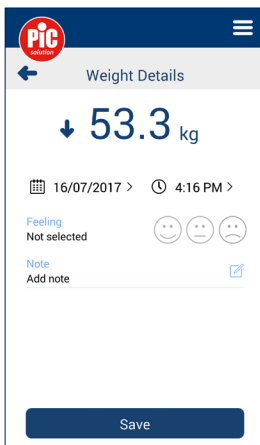 PiC
solution
Weight Details
53.3 kg
16/07/2017 > 4:16 PM >
Feeling
Not selected
Note
Add note
Save